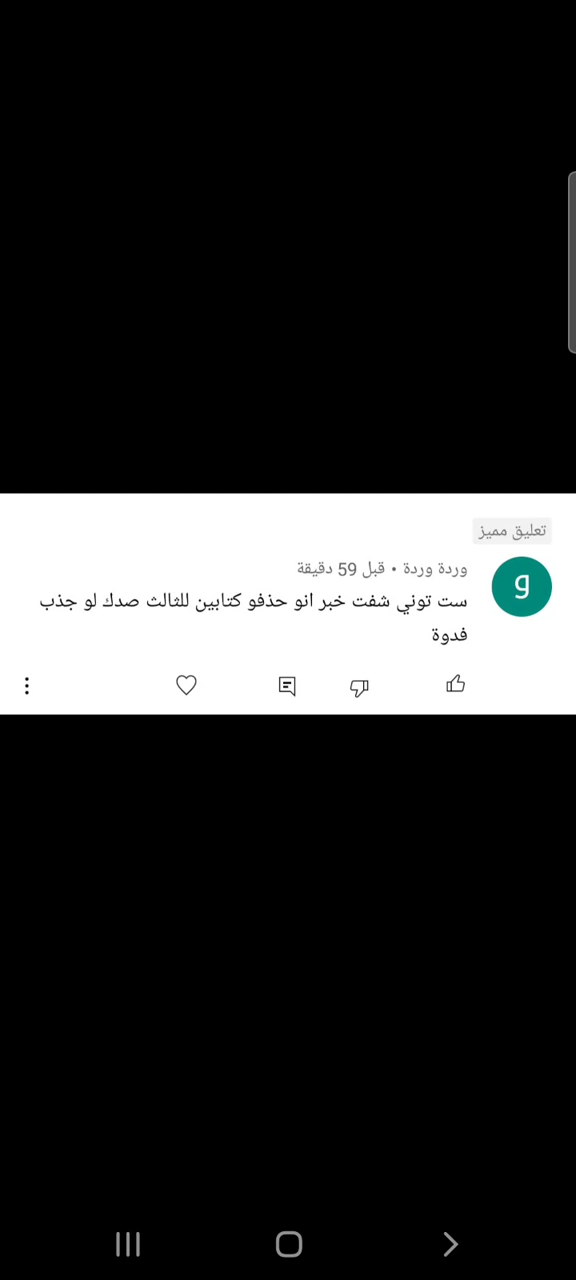 تعليق مميز
وردة وردة • قبل 59 دقيقة
و
ست توني شفت خبر انو حذفو كتابين للثالث صدك لو جذب
فدوة